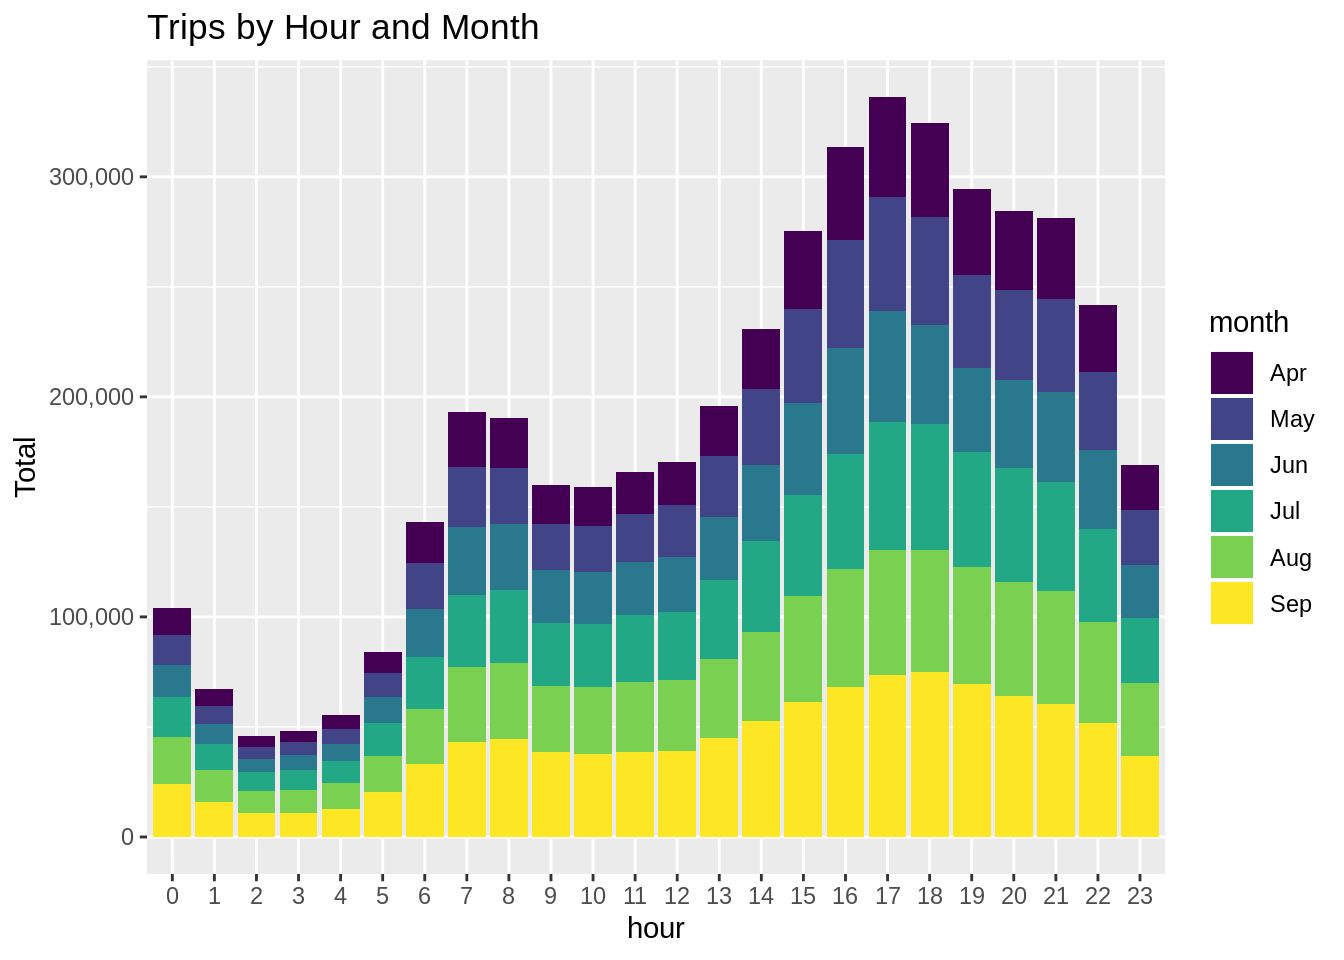 Trips by Hour and Month
Total
300,000
200,000
100,000
0
0 1 2 3 4 5 6 7 8 9 10 11 12 13 14 15 16 17 18 19 20 21 22 23
hour
month
Apr
May
Jun
Jul
Aug
Sep